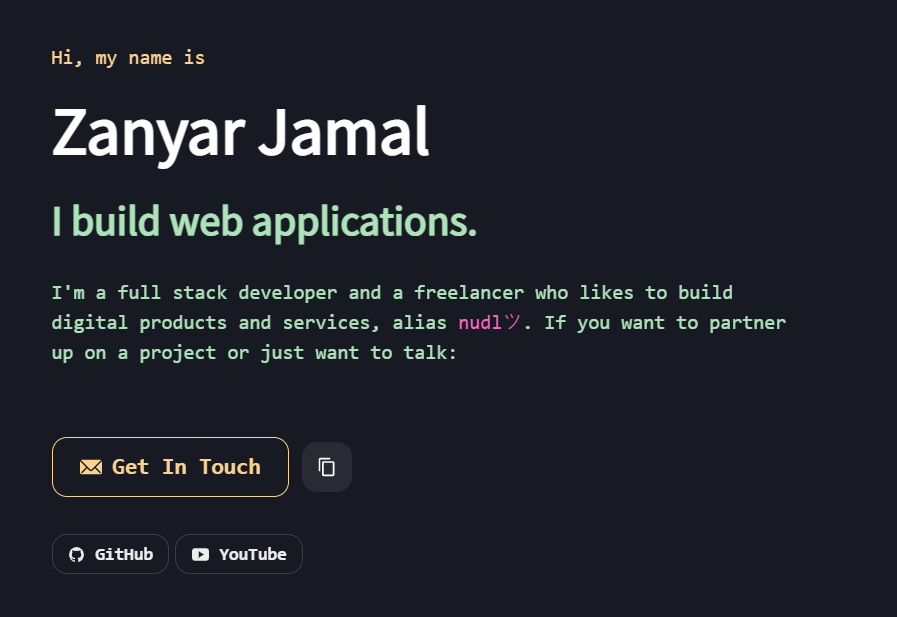 Hi, my name is
Zanyar Jamal
I build web applications.
I'm a full stack developer and a freelancer who likes to build
digital products and services, alias nudlツ. If you want to partner
up on a project or just want to talk:
Get In Touch
GitHub YouTube